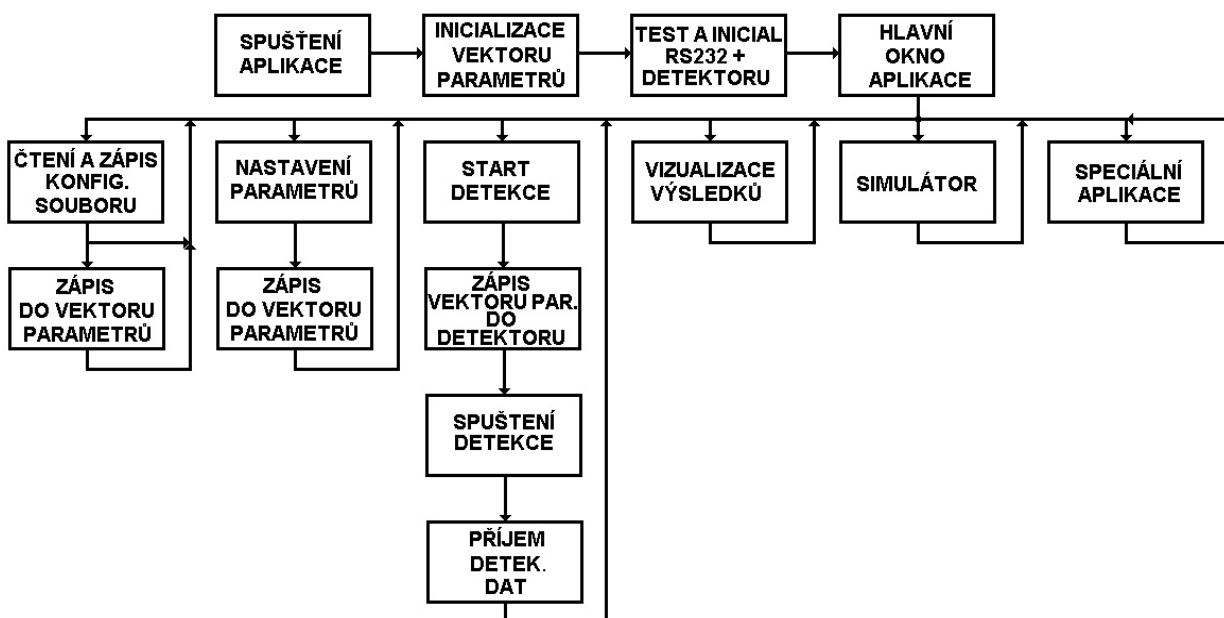 SPUŠŤENÍ
APLIKACE
INICIALIZACE
VEKTORU
PARAMETRŮ
TEST A INICIAL
RS232 +
DETEKTORU
HLAVNÍ
OKNO
APLIKACE
ČTENÍ A ZÁPIS
KONFIG.
SOUBORU
NASTAVENÍ
PARAMETRŮ
START
DETEKCE
VIZUALIZACE
VÝSLEDKŮ
SIMULÁTOR
SPECIÁLNÍ
APLIKACE
ZÁPIS
DO VEKTORU
PARAMETRŮ
ZÁPIS
DO VEKTORU
PARAMETRŮ
ZÁPIS
VEKTORU PAR.
DO
DETEKTORU
SPUŠTENÍ
DETEKCE
PŘÍJEM
DETEK.
DAT